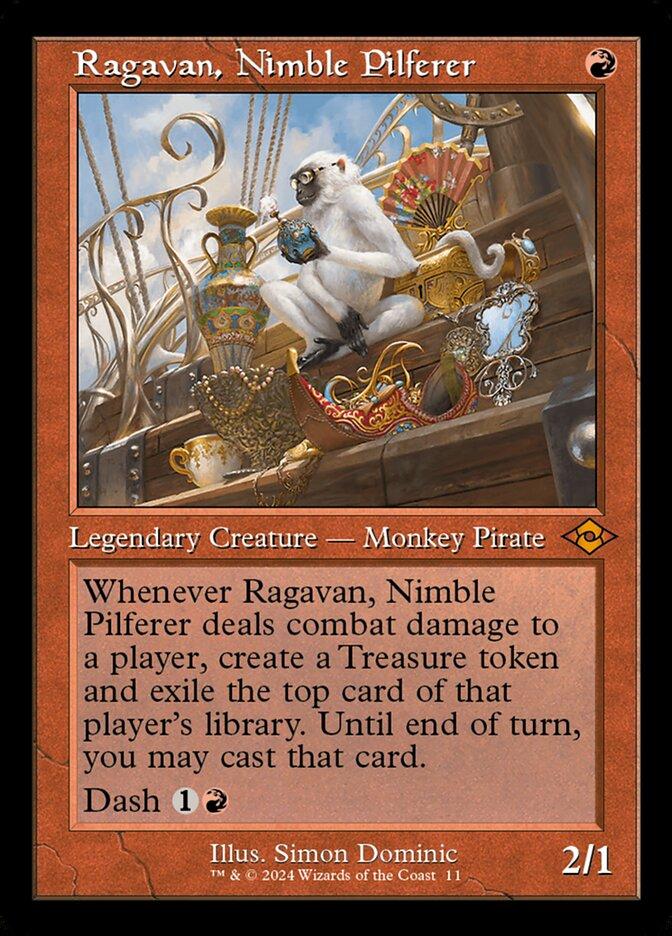 Ragavan, Nimble Pilferer
Legendary Creature — Monkey Pirate
Whenever Ragavan, Nimble
Pilferer deals combat damage to
a player, create a Treasure token
and exile the top card of that
player's library. Until end of turn,
you may cast that card.
Dash 1
Illus. Simon Dominic
2/1
™ & © 2024 Wizards of the Coast 11